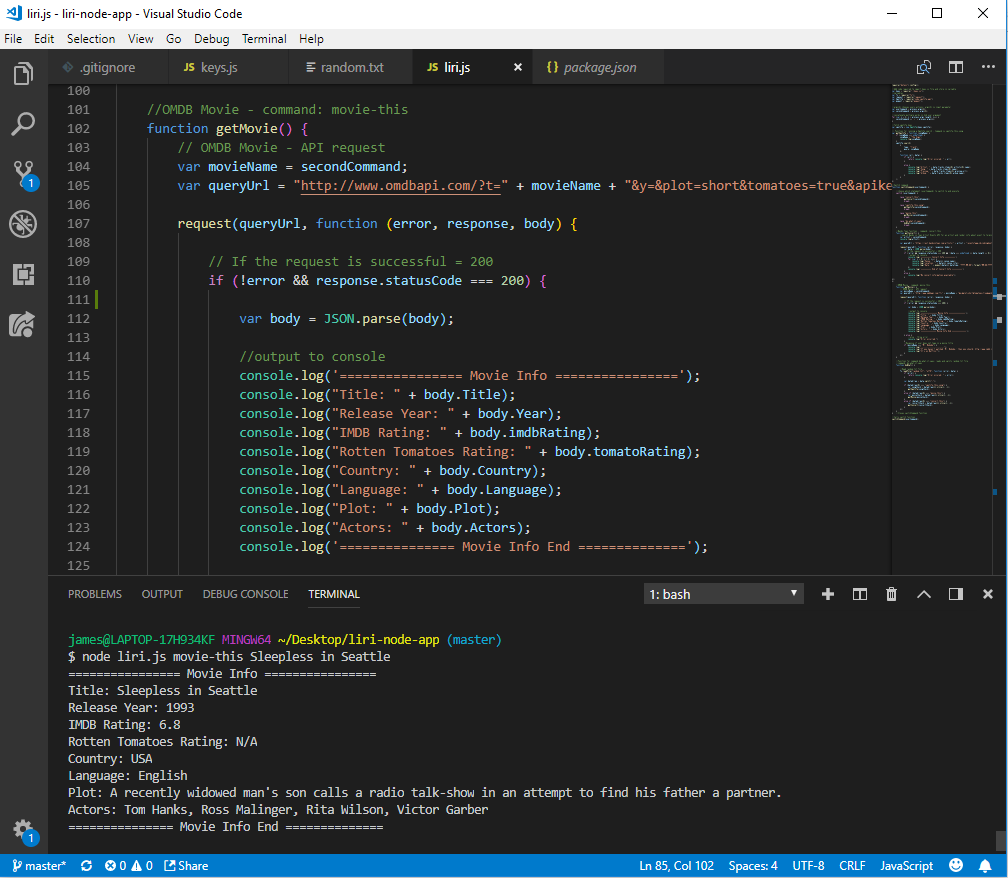 liri.js - liri-node-app - Visual Studio Code
File Edit Selection View Go Debug Terminal Help
.gitignore JS keys.js random.txt JS liri.js × {} package.json ...
100
101 //OMDB Movie - command: movie-this
102 function getMovie() {
103 // OMDB Movie - API request
104 var movieName = secondCommand;
105 var queryUrl = "http://www.omdbapi.com/?t=" + movieName + "&y=&plot=short&tomatoes=true&apike
106
107 request(queryUrl, function (error, response, body) {
108
109 // If the request is successful = 200
110 if (!error && response.statusCode === 200) {
111
112 var body = JSON.parse(body);
113
114 //output to console
115 console.log('================ Movie Info ================');
116 console.log("Title: " + body.Title);
117 console.log("Release Year: " + body.Year);
118 console.log("IMDB Rating: " + body.imdbRating);
119 console.log("Rotten Tomatoes Rating: " + body.tomatoRating);
120 console.log("Country: " + body.Country);
121 console.log("Language: " + body.Language);
122 console.log("Plot: " + body.Plot);
123 console.log("Actors: " + body.Actors);
124 console.log('=============== Movie Info End ==============');
125
1
PROBLEMS OUTPUT DEBUG CONSOLE TERMINAL 1: bash
james@LAPTOP-17H934KF MINGW64 ~/Desktop/liri-node-app (master)
$ node liri.js movie-this Sleepless in Seattle
================ Movie Info ================
Title: Sleepless in Seattle
Release Year: 1993
IMDB Rating: 6.8
Rotten Tomatoes Rating: N/A
Country: USA
Language: English
Plot: A recently widowed man's son calls a radio talk-show in an attempt to find his father a partner.
Actors: Tom Hanks, Ross Malinger, Rita Wilson, Victor Garber
=============== Movie Info End ==============
1
master* 0 0 Share Ln 85, Col 102 Spaces: 4 UTF-8 CRLF JavaScript